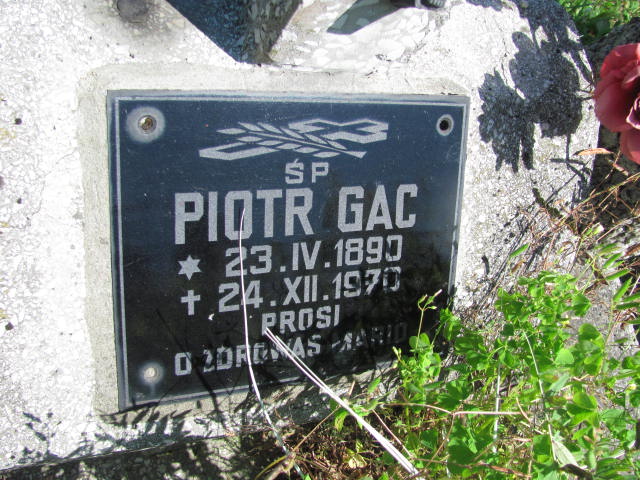 ŚP
PIOTR GAC
23.IV.1890
24.XII.1970
PROSI
O ZDROWAŚ MARIO